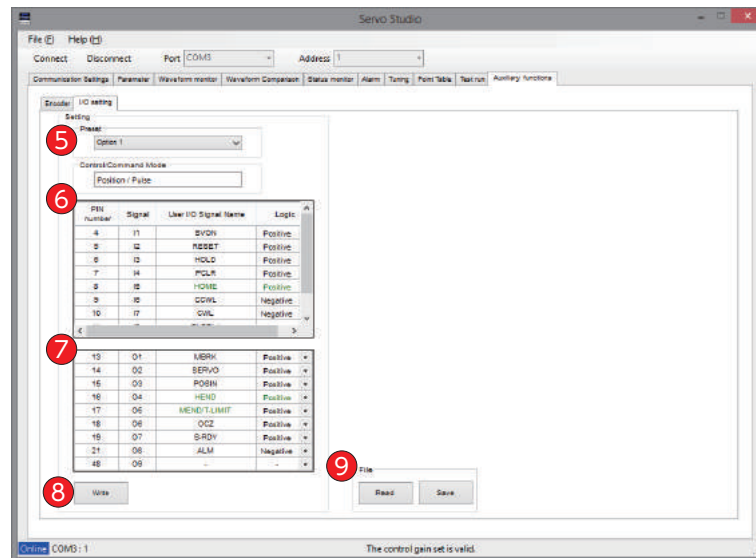 Servo Studio
File (F) Help (H)
Connect Disconnect Port COM3 Address 1
Communication Settings Parameter Waveform monitor Waveform Comparison Status monitor Alarm Tuning Point Table Test run Auxiliary functions
Encoder I/O setting
Setting
Preset
5 Option 1
Control/Command Mode
Position / Pulse
6
PIN number Signal User I/O Signal Name Logic
4 I1 SVON Positive
5 I2 RESET Positive
6 I3 HOLD Positive
7 I4 PCLR Positive
8 I5 HOME Positive
9 I6 CCWL Negative
10 I7 CWL Negative
7
13 O1 MBRK Positive
14 O2 SERVO Positive
15 O3 POSIN Positive
16 O4 HEND Positive
17 O5 MEND/T-LIMIT Positive
18 O6 OCZ Positive
19 O7 S-RDY Positive
21 O8 ALM Negative
48 O9 - -
8 Write
9 File
Read Save
Online COM3 : 1 The control gain set is valid.